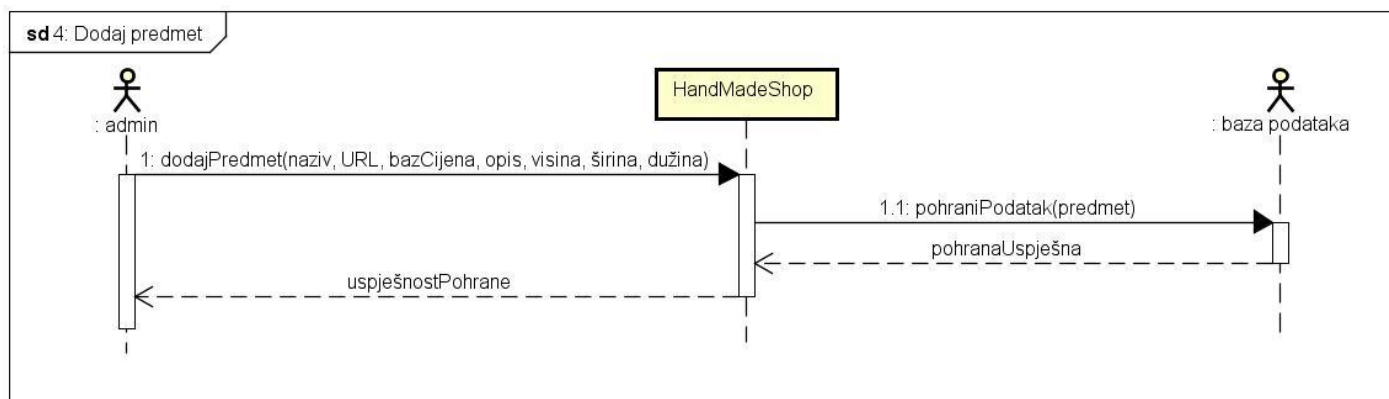 sd 4: Dodaj predmet
HandMadeShop
: admin
: baza podataka
1: dodajPredmet(naziv, URL, bazCijena, opis, visina, širina, dužina)
1.1: pohraniPodatak(predmet)
pohranaUspješna
uspješnostPohrane